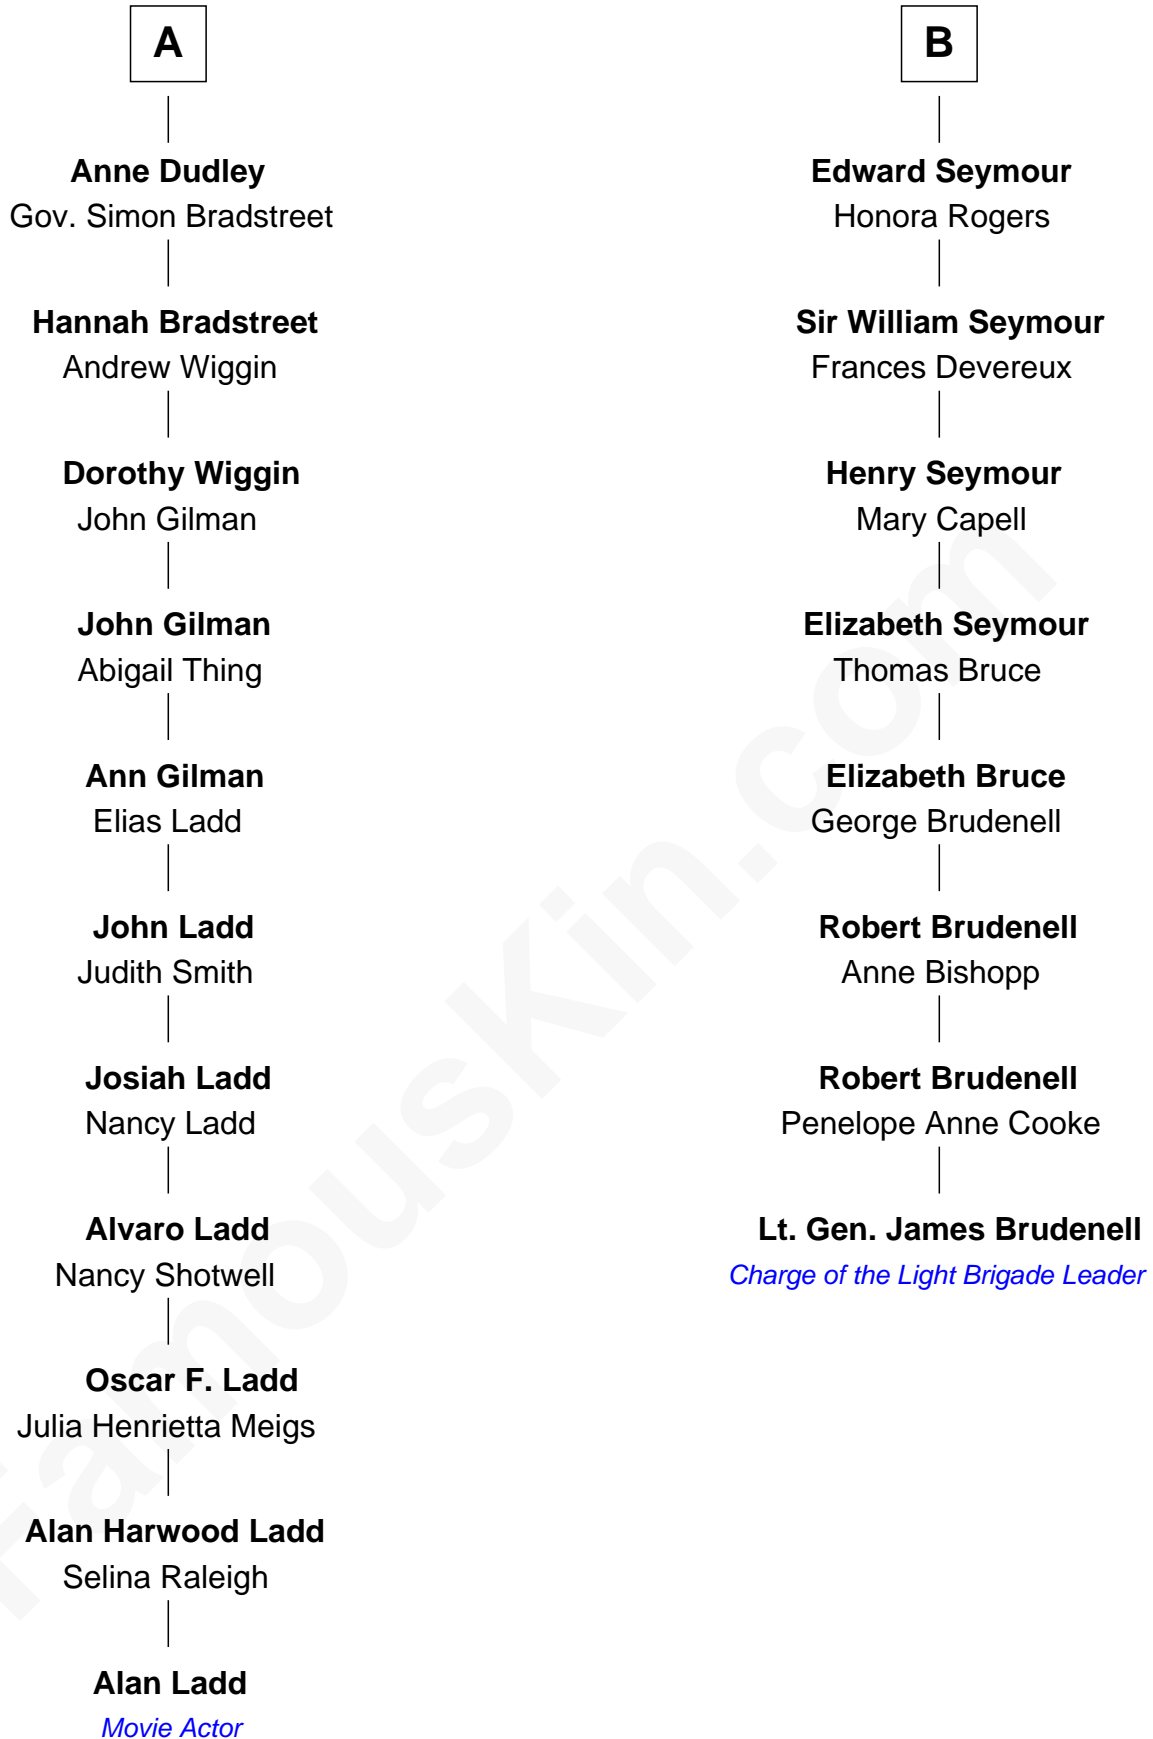 A
Anne Dudley
Gov. Simon Bradstreet
Hannah Bradstreet
Andrew Wiggin
Dorothy Wiggin
John Gilman
John Gilman
Abigail Thing
Ann Gilman
Elias Ladd
John Ladd
Judith Smith
Josiah Ladd
Nancy Ladd
Alvaro Ladd
Nancy Shotwell
Oscar F. Ladd
Julia Henrietta Meigs
Alan Harwood Ladd
Selina Raleigh
Alan Ladd
Movie Actor
B
Edward Seymour
Honora Rogers
Sir William Seymour
Frances Devereux
Henry Seymour
Mary Capell
Elizabeth Seymour
Thomas Bruce
Elizabeth Bruce
George Brudenell
Robert Brudenell
Anne Bishopp
Robert Brudenell
Penelope Anne Cooke
Lt. Gen. James Brudenell
Charge of the Light Brigade Leader
FamousKin.com